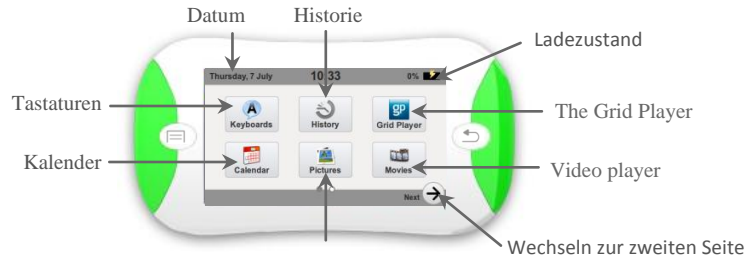 Datum
Historie
Ladezustand
Thursday, 7 July 10:33 0%
Tastaturen
Keyboards
History
Grid Player
The Grid Player
Kalender
Calendar
Pictures
Movies
Video player
Next
Wechseln zur zweiten Seite